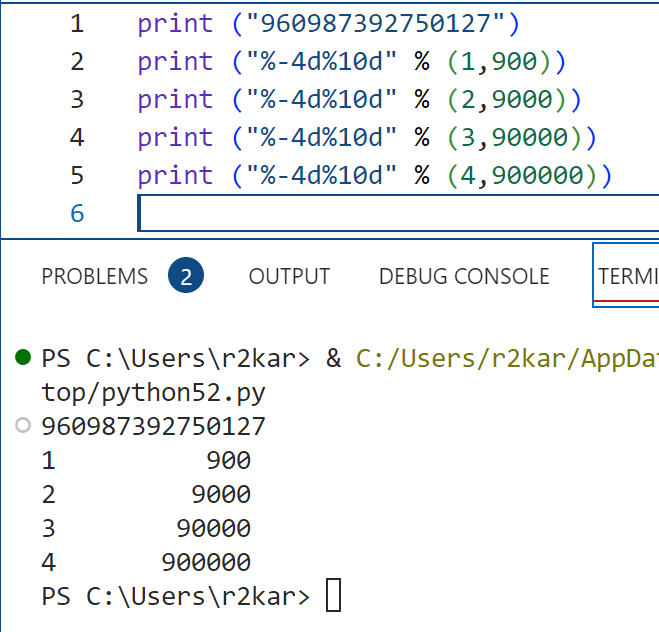 1 print ("960987392750127")
2 print ("%-4d%10d" % (1,900))
3 print ("%-4d%10d" % (2,9000))
4 print ("%-4d%10d" % (3,90000))
5 print ("%-4d%10d" % (4,900000))
6
PROBLEMS 2 OUTPUT DEBUG CONSOLE TERMI
PS C:\Users\r2kar> & C:/Users/r2kar/AppDat
top/python52.py
960987392750127
1          900
2         9000
3        90000
4       900000
PS C:\Users\r2kar>